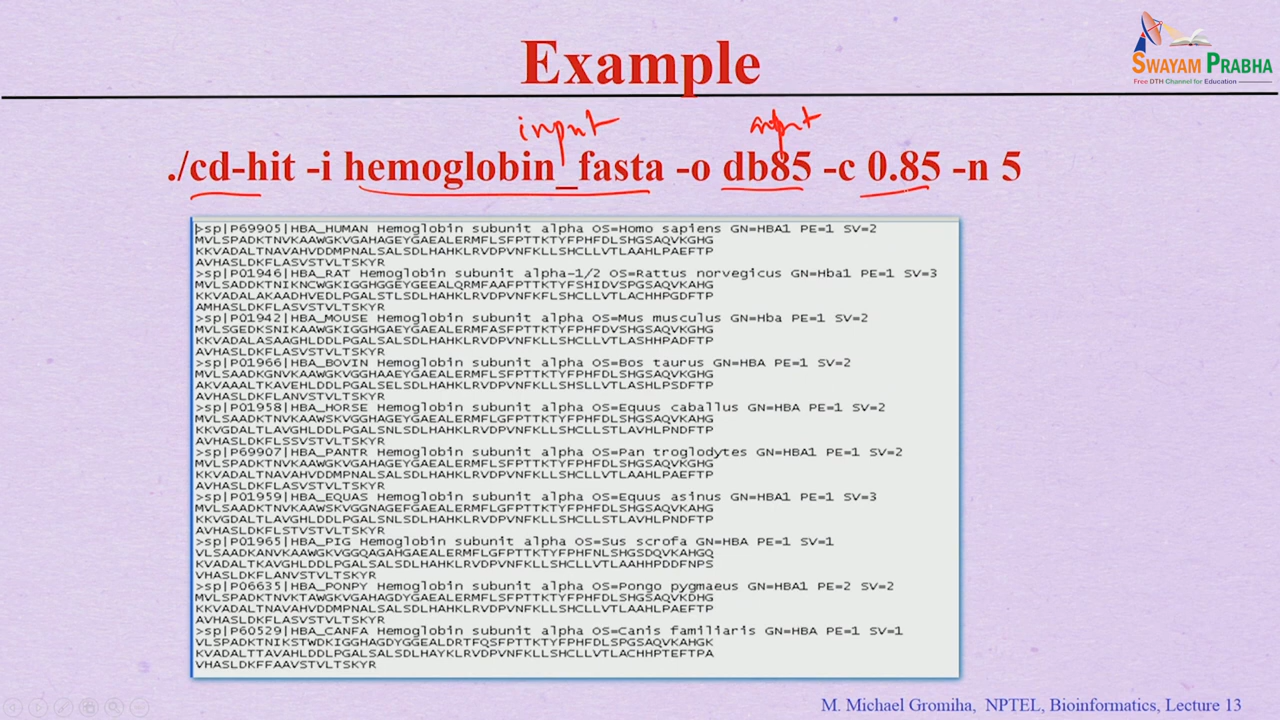 Example
SWAYAM PRABHA
Free DTH Channel for Education
input
./cd-hit -i hemoglobin_fasta -o db85 -c 0.85 -n 5
>sp|P69905|HBA_HUMAN Hemoglobin subunit alpha OS=Homo sapiens GN=HBA1 PE=1 SV=2
MVLSPADKTNVKAAWGKVGAHAGEYGAEALERMFLSFPTTKTYFPHFDLSHGSAQVKGHG
KKVADALTNAVAHVDDMPNALSALSDLHAHKLRVDPVNFKLLSHCLLVTLAAHLPAEFTP
AVHASLDKFLASVSTVLTSKYR
>sp|P01946|HBA_RAT Hemoglobin subunit alpha-1/2 OS=Rattus norvegicus GN=Hba1 PE=1 SV=3
MVLSADDKTNIKNCWGKIGGHGGEYGEEALQRMFAAFPTTKTYFSHIDVSPGSAQVKAHG
KKVADALAKAADHVEDLPGALSTLSDLHAHKLRVDPVNFKFLSHCLLVTLACHHPGDFTP
AMHASLDKFLASVSTVLTSKYR
>sp|P01942|HBA_MOUSE Hemoglobin subunit alpha OS=Mus musculus GN=Hba PE=1 SV=2
MVLSGEDKSNIKAAWGKIGGHGAEYGAEALERMFASFPTTKTYFPHFDVSHGSAQVKGHG
KKVADALASAAGHLDDLPGALSALSDLHAHKLRVDPVNFKLLSHCLLVTLASHHPADFTP
AVHASLDKFLASVSTVLTSKYR
>sp|P01966|HBA_BOVIN Hemoglobin subunit alpha OS=Bos taurus GN=HBA PE=1 SV=2
MVLSAADKGNVKAAWGKVGGHAAEYGAEALERMFLSFPTTKTYFPHFDLSHGSAQVKGHG
AKVAAALTKAVEHLDDLPGALSELSDLHAHKLRVDPVNFKLLSHSLLVTLASHLPSDFTP
AVHASLDKFLANVSTVLTSKYR
>sp|P01958|HBA_HORSE Hemoglobin subunit alpha OS=Equus caballus GN=HBA PE=1 SV=2
MVLSAADKTNVKAAWSKVGGHAGEYGAEALERMFLGFPTTKTYFPHFDLSHGSAQVKAHG
KKVGDALTLAVGHLDDLPGALSNLSDLHAHKLRVDPVNFKLLSHCLLSTLAVHLPNDFTP
AVHASLDKFLSSVSTVLTSKYR
>sp|P69907|HBA_PANTR Hemoglobin subunit alpha OS=Pan troglodytes GN=HBA1 PE=1 SV=2
MVLSPADKTNVKAAWGKVGAHAGEYGAEALERMFLSFPTTKTYFPHFDLSHGSAQVKGHG
KKVADALTNAVAHVDDMPNALSALSDLHAHKLRVDPVNFKLLSHCLLVTLAAHLPAEFTP
AVHASLDKFLASVSTVLTSKYR
>sp|P01959|HBA_EQUAS Hemoglobin subunit alpha OS=Equus asinus GN=HBA1 PE=1 SV=3
MVLSAADKTNVKAAWSKVGGNAGEFGAEALERMFLGFPTTKTYFPHFDLSHGSAQVKAHG
KKVGDALTLAVGHLDDLPGALSNLSDLHAHKLRVDPVNFKLLSHCLLSTLAVHLPNDFTP
AVHASLDKFLSTVSTVLTSKYR
>sp|P01965|HBA_PIG Hemoglobin subunit alpha OS=Sus scrofa GN=HBA PE=1 SV=1
VLSAADKANVKAAWGKVGGQAGAHGAEALERMFLGFPTTKTYFPHFNLSHGSDQVKAHGQ
KVADALTKAVGHLDDLPGALSALSDLHAHKLRVDPVNFKLLSHCLLVTLAAHHPDDFNPS
VHASLDKFLANVSTVLTSKYR
>sp|P06635|HBA_PONPY Hemoglobin subunit alpha OS=Pongo pygmaeus GN=HBA1 PE=2 SV=2
MVLSPADKTNVKTAWGKVGAHAGDYGAEALERMFLSFPTTKTYFPHFDLSHGSAQVKDHG
KKVADALTNAVAHVDDMPNALSALSDLHAHKLRVDPVNFKLLSHCLLVTLAAHLPAEFTP
AVHASLDKFLASVSTVLTSKYR
>sp|P60529|HBA_CANFA Hemoglobin subunit alpha OS=Canis familiaris GN=HBA PE=1 SV=1
VLSPADKTNIKSTWDKIGGHAGDYGGEALDRTFQSFPTTKTYFPHFDLSPGSAQVKAHGK
KVADALTTAVAHLDDLPGALSALSDLHAYKLRVDPVNFKLLSHCLLVTLACHHPTEFTPA
VHASLDKFFAAVSTVLTSKYR
M. Michael Gromiha, NPTEL, Bioinformatics, Lecture 13